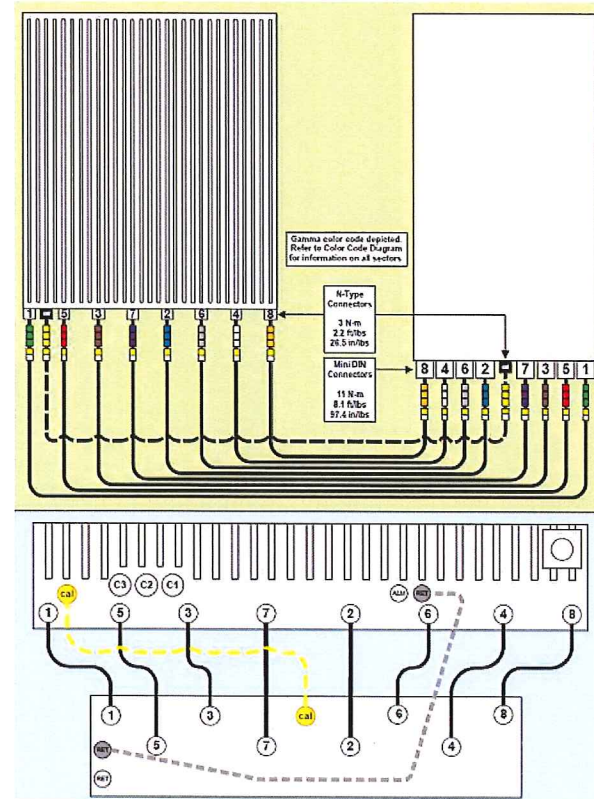 Gamma color code depicted.
Refer to Color Code Diagram
for information on all sectors
1 5 3 7 2 6 4 8
N-Type
Connectors
3 N-m
2.2 ft/lbs
26.5 in/lbs
Mini DIN
Connectors
11 N-m
8.1 ft/lbs
97.4 in/lbs
8 4 6 2 7 3 5 1
cal C3 C2 C1 ALM RET
1 5 3 7 2 6 4 8
1 3 cal 6 8
RET 5 7 2 4
RET